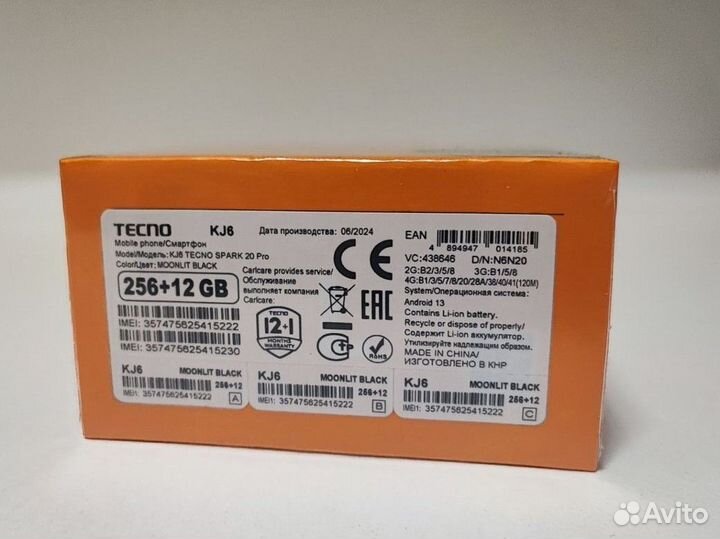 TECNO KJ6 Дата производства: 06/2024
Mobile phone/Смартфон
Model/Модель: KJ6 TECNO SPARK 20 Pro
Color/Цвет: MOONLIT BLACK
256+12 GB
IMEI: 357475625415222
IMEI: 357475625415230
Carlcare provides service/
Обслуживание
выполняет компания
Carlcare:
TECNO
12+1
MONTHS
WARRANTY
CE
EAC
RoHS
EAN
4 894947 014185
VC:438646 D/N:N6N20
2G:B2/3/5/8 3G:B1/5/8
4G:B1/3/5/7/8/20/28A/38/40/41(120M)
System/Операционная система:
Android 13
Contains Li-ion battery.
Recycle or dispose of properly/
Содержит Li-ion аккумулятор.
Утилизируйте надлежащим образом.
MADE IN CHINA/
ИЗГОТОВЛЕНО В КНР
KJ6 MOONLIT BLACK
256+12
IMEI1: 357475625415222 A
KJ6 MOONLIT BLACK
256+12
IMEI1: 357475625415222 B
KJ6 MOONLIT BLACK
256+12
IMEI1: 357475625415222 C
Avito